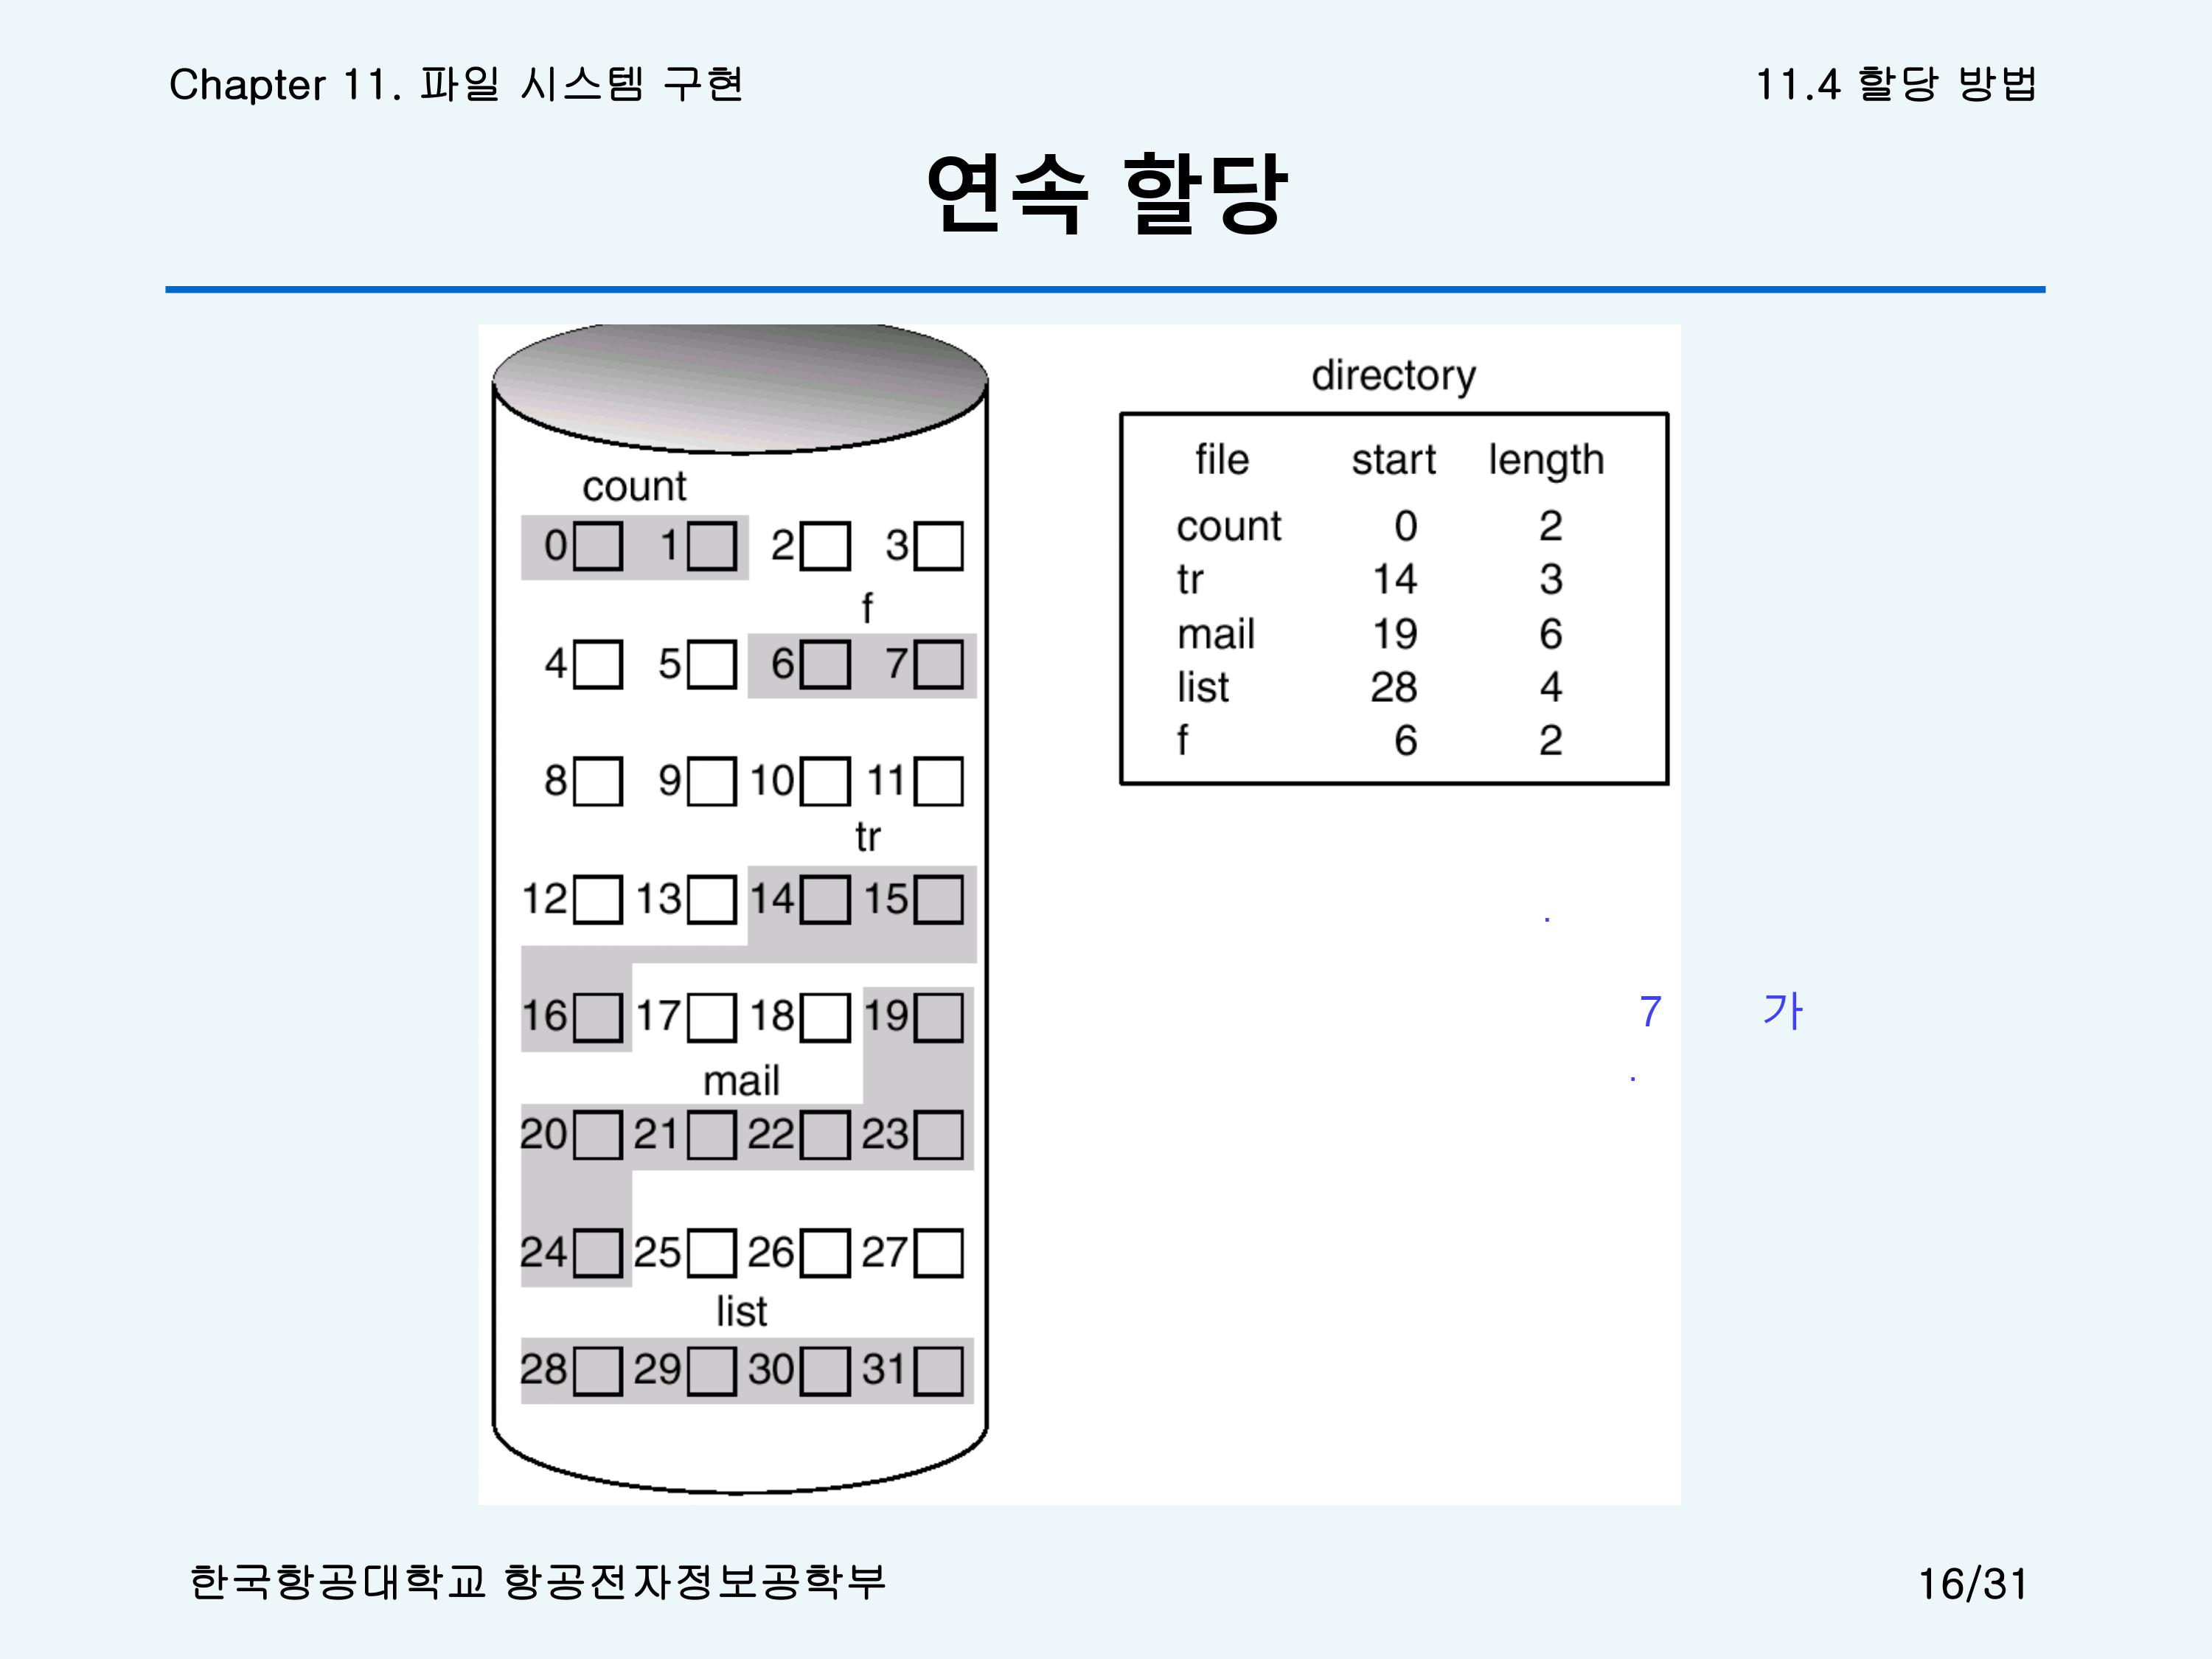 Chapter 11. 파일 시스템 구현
11.4 할당 방법
연속 할당
count
0 1 2 3
f
4 5 6 7
8 9 10 11
tr
12 13 14 15
16 17 18 19
mail
20 21 22 23
24 25 26 27
list
28 29 30 31
directory
file start length
count 0 2
tr 14 3
mail 19 6
list 28 4
f 6 2
.
7 가
.
한국항공대학교 항공전자정보공학부
16/31